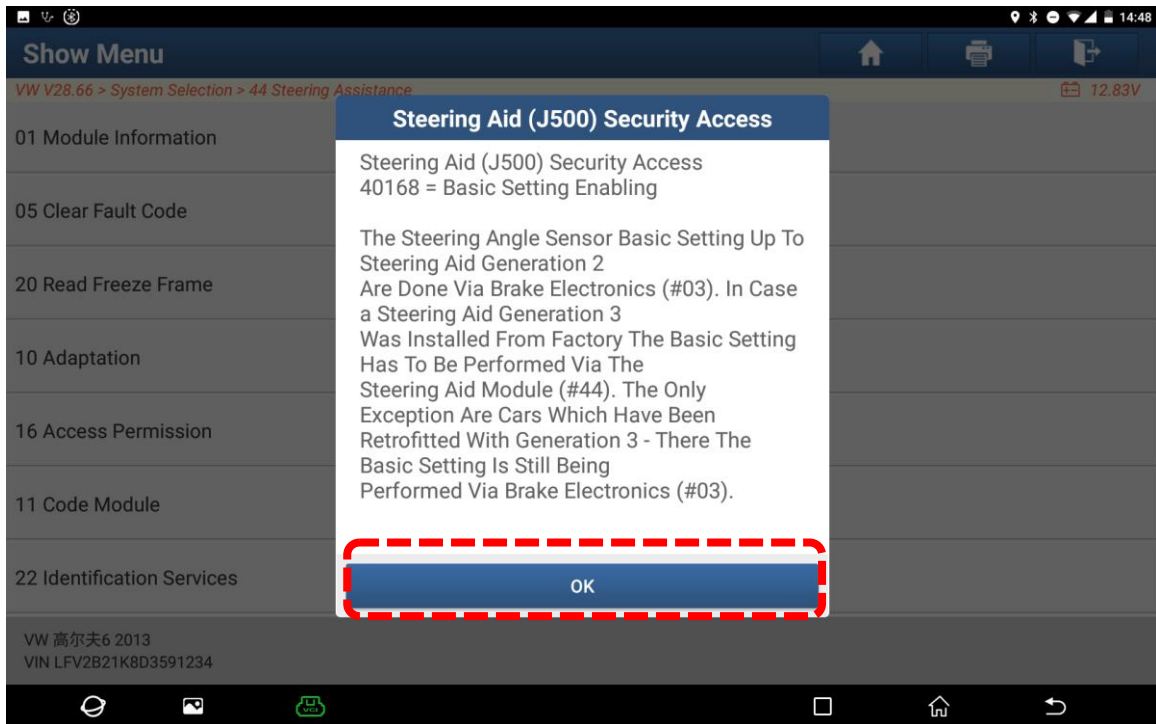 14:48
Show Menu
VW V28.66 > System Selection > 44 Steering Assistance
12.83V
01 Module Information
05 Clear Fault Code
20 Read Freeze Frame
10 Adaptation
16 Access Permission
11 Code Module
22 Identification Services
Steering Aid (J500) Security Access
Steering Aid (J500) Security Access
40168 = Basic Setting Enabling
The Steering Angle Sensor Basic Setting Up To
Steering Aid Generation 2
Are Done Via Brake Electronics (#03). In Case
a Steering Aid Generation 3
Was Installed From Factory The Basic Setting
Has To Be Performed Via The
Steering Aid Module (#44). The Only
Exception Are Cars Which Have Been
Retrofitted With Generation 3 - There The
Basic Setting Is Still Being
Performed Via Brake Electronics (#03).
OK
VW 高尔夫6 2013
VIN LFV2B21K8D3591234
VCI